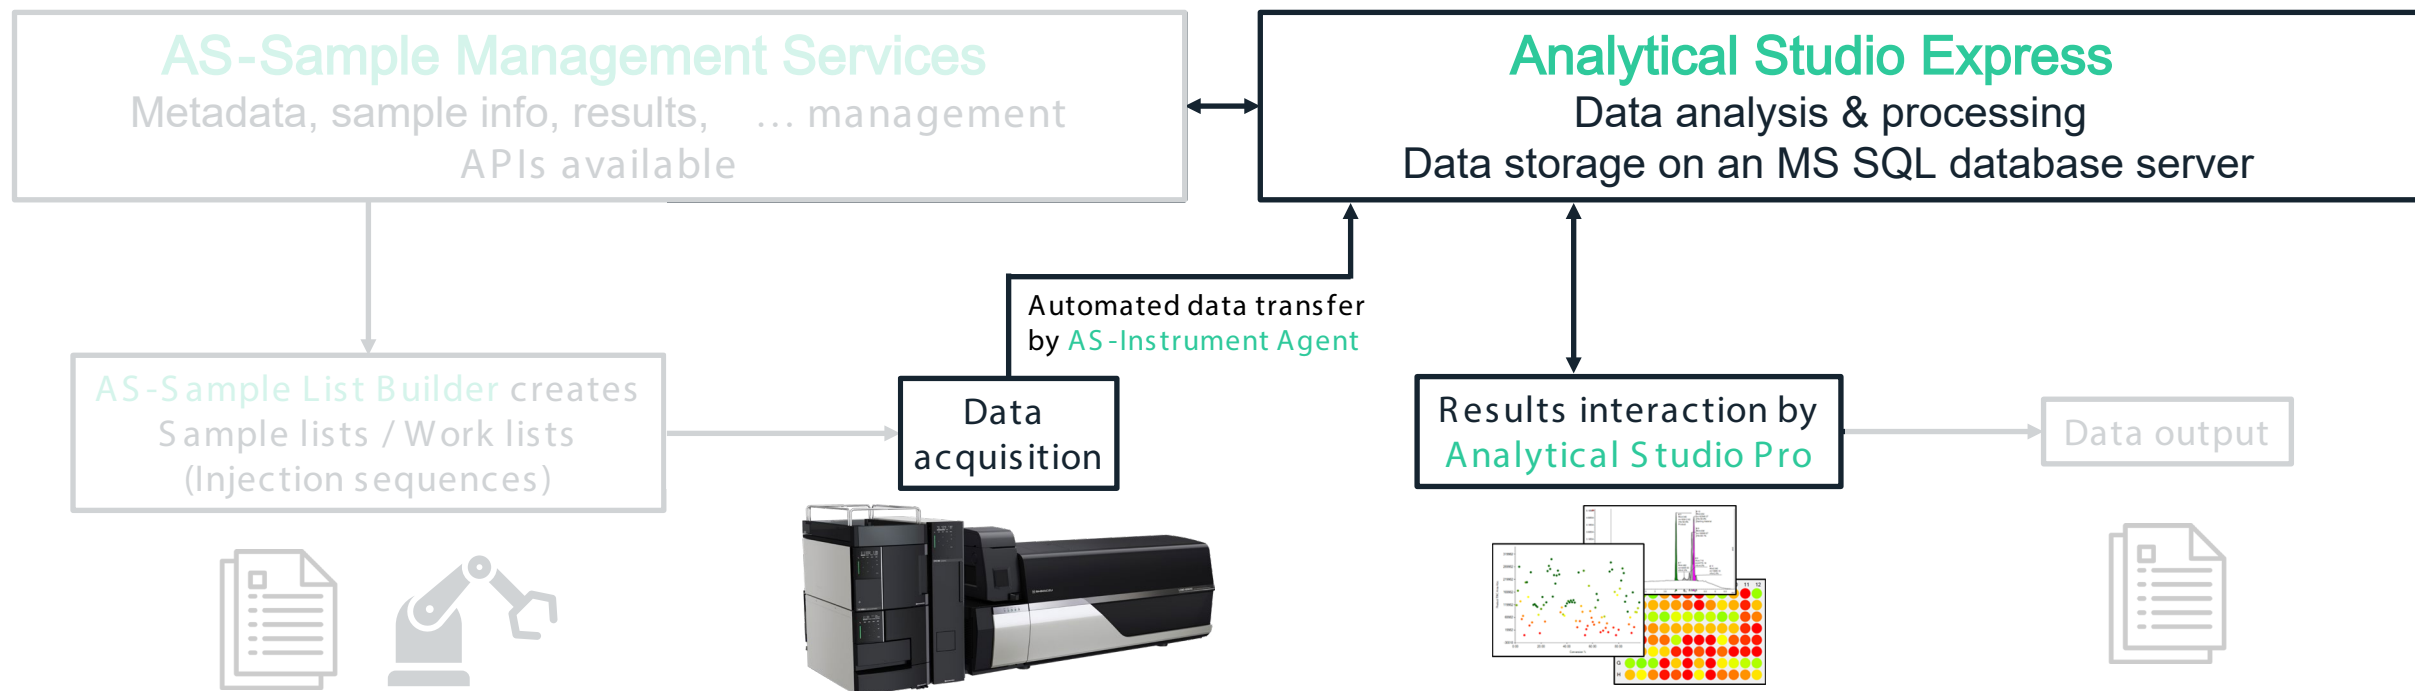 AS-Sample Management Services
Metadata, sample info, results, ... management
APIs available
Analytical Studio Express
Data analysis & processing
Data storage on an MS SQL database server
Automated data transfer
by AS-Instrument Agent
AS-Sample List Builder creates
Sample lists / Work lists
(Injection sequences)
Data
acquisition
Results interaction by
Analytical Studio Pro
Data output
11 12
G
H